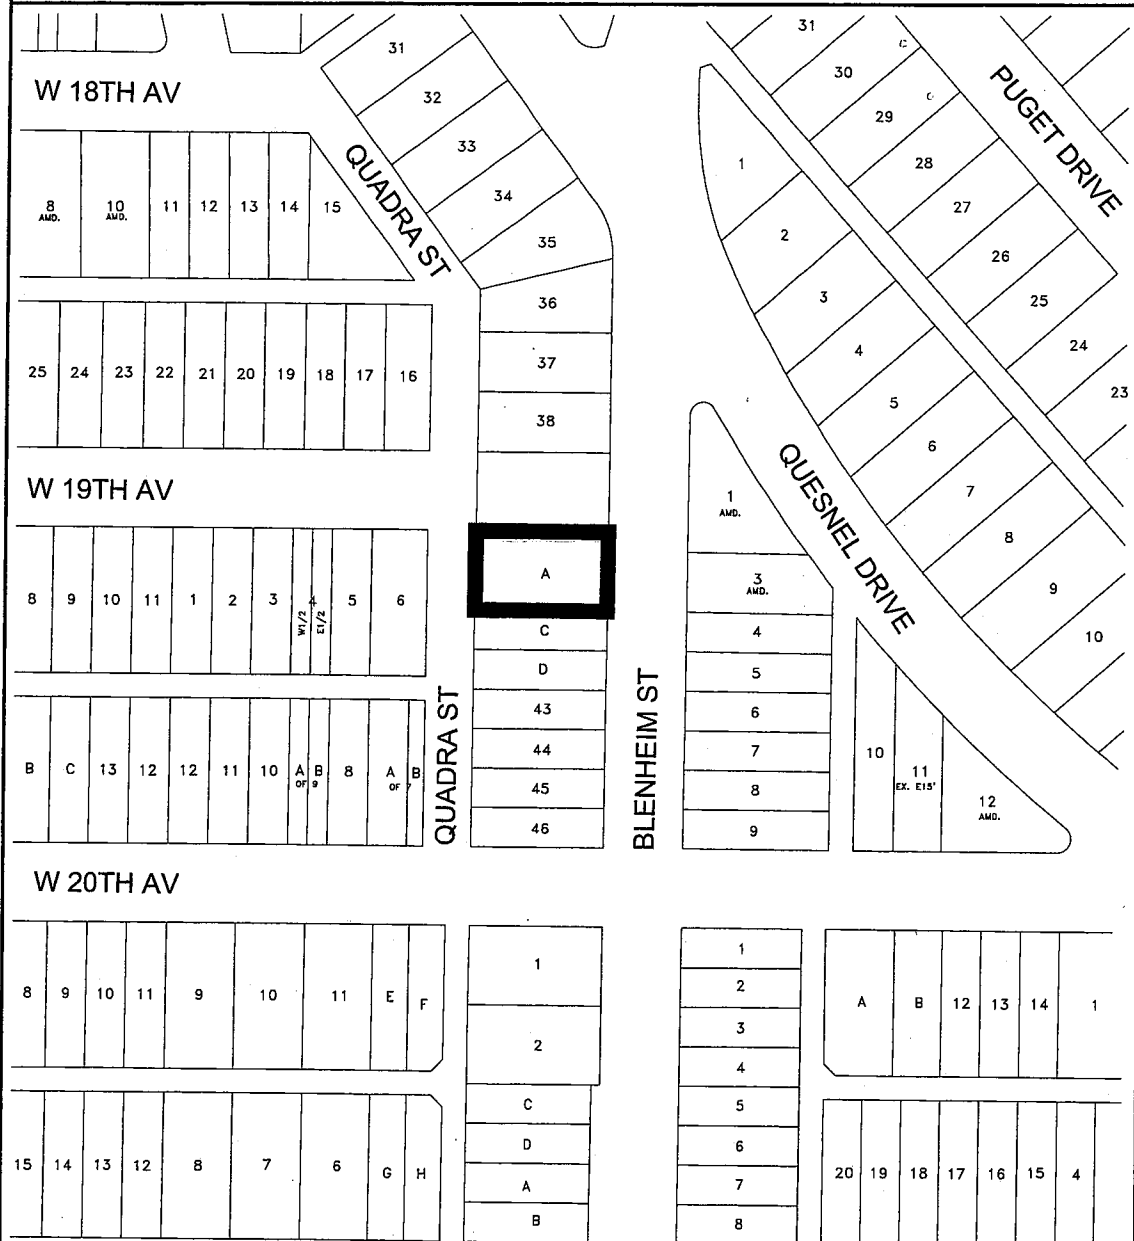 31
32
33
34
35
36
37
38
31
30
29
28
27
26
25
24
23
PUGET DRIVE
W 18TH AV
QUADRA ST
8
AMD.
10
AMD.
11
12
13
14
15
1
2
3
4
5
6
7
8
9
10
25
24
23
22
21
20
19
18
17
16
W 19TH AV
QUESNEL DRIVE
1
AMD.
3
AMD.
4
5
6
7
8
9
8
9
10
11
1
2
3
4
W1/2
E1/2
5
6
A
C
D
43
44
45
46
QUADRA ST
BLENHEIM ST
B
C
13
12
12
11
10
A
B
OF 9
8
A
B
OF 7
10
11
EX. E15'
12
AMD.
W 20TH AV
8
9
10
11
9
10
11
E
F
1
2
C
D
A
B
1
2
3
4
5
6
7
8
A
B
12
13
14
1
15
14
13
12
8
7
6
G
H
20
19
18
17
16
15
4